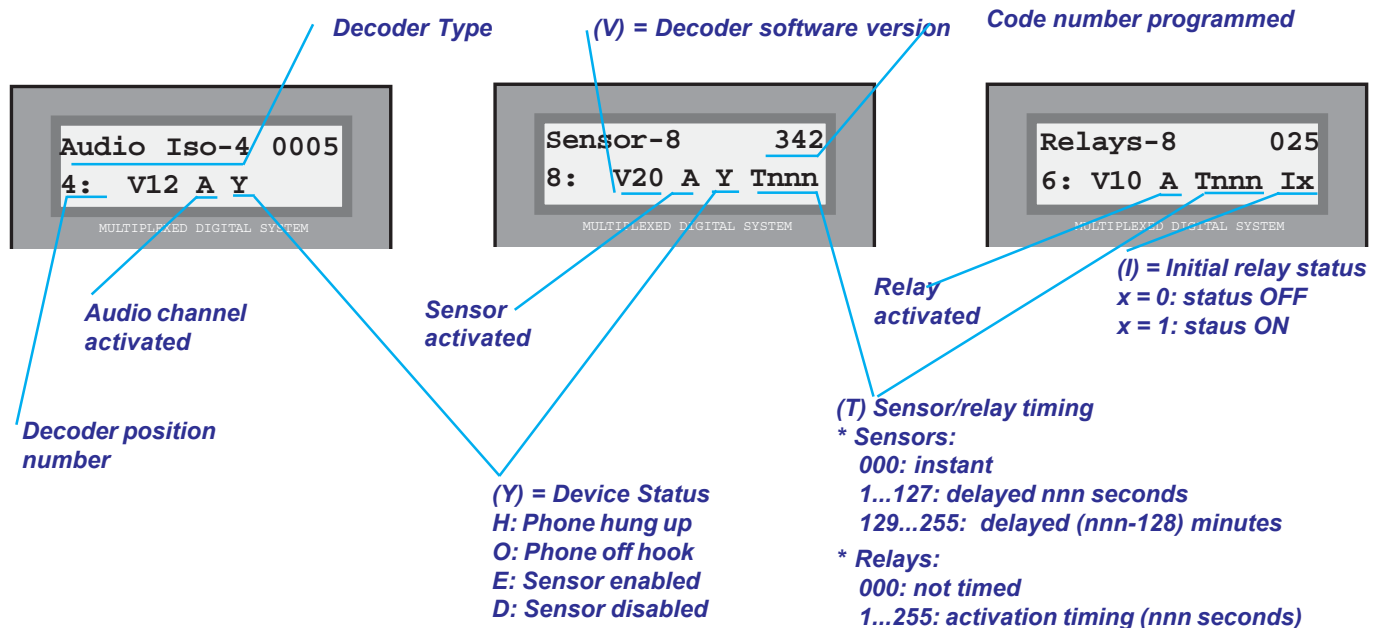 Decoder Type
(V) = Decoder software version
Code number programmed
Audio Iso-4 0005
4: V12 A Y
MULTIPLEXED DIGITAL SYSTEM
Sensor-8 342
8: V20 A Y Tnnn
MULTIPLEXED DIGITAL SYSTEM
Relays-8 025
6: V10 A Tnnn Ix
MULTIPLEXED DIGITAL SYSTEM
Audio channel
activated
Sensor
activated
Relay
activated
(I) = Initial relay status
x = 0: status OFF
x = 1: staus ON
Decoder position
number
(Y) = Device Status
H: Phone hung up
O: Phone off hook
E: Sensor enabled
D: Sensor disabled
(T) Sensor/relay timing
* Sensors:
000: instant
1...127: delayed nnn seconds
129...255: delayed (nnn-128) minutes
* Relays:
000: not timed
1...255: activation timing (nnn seconds)